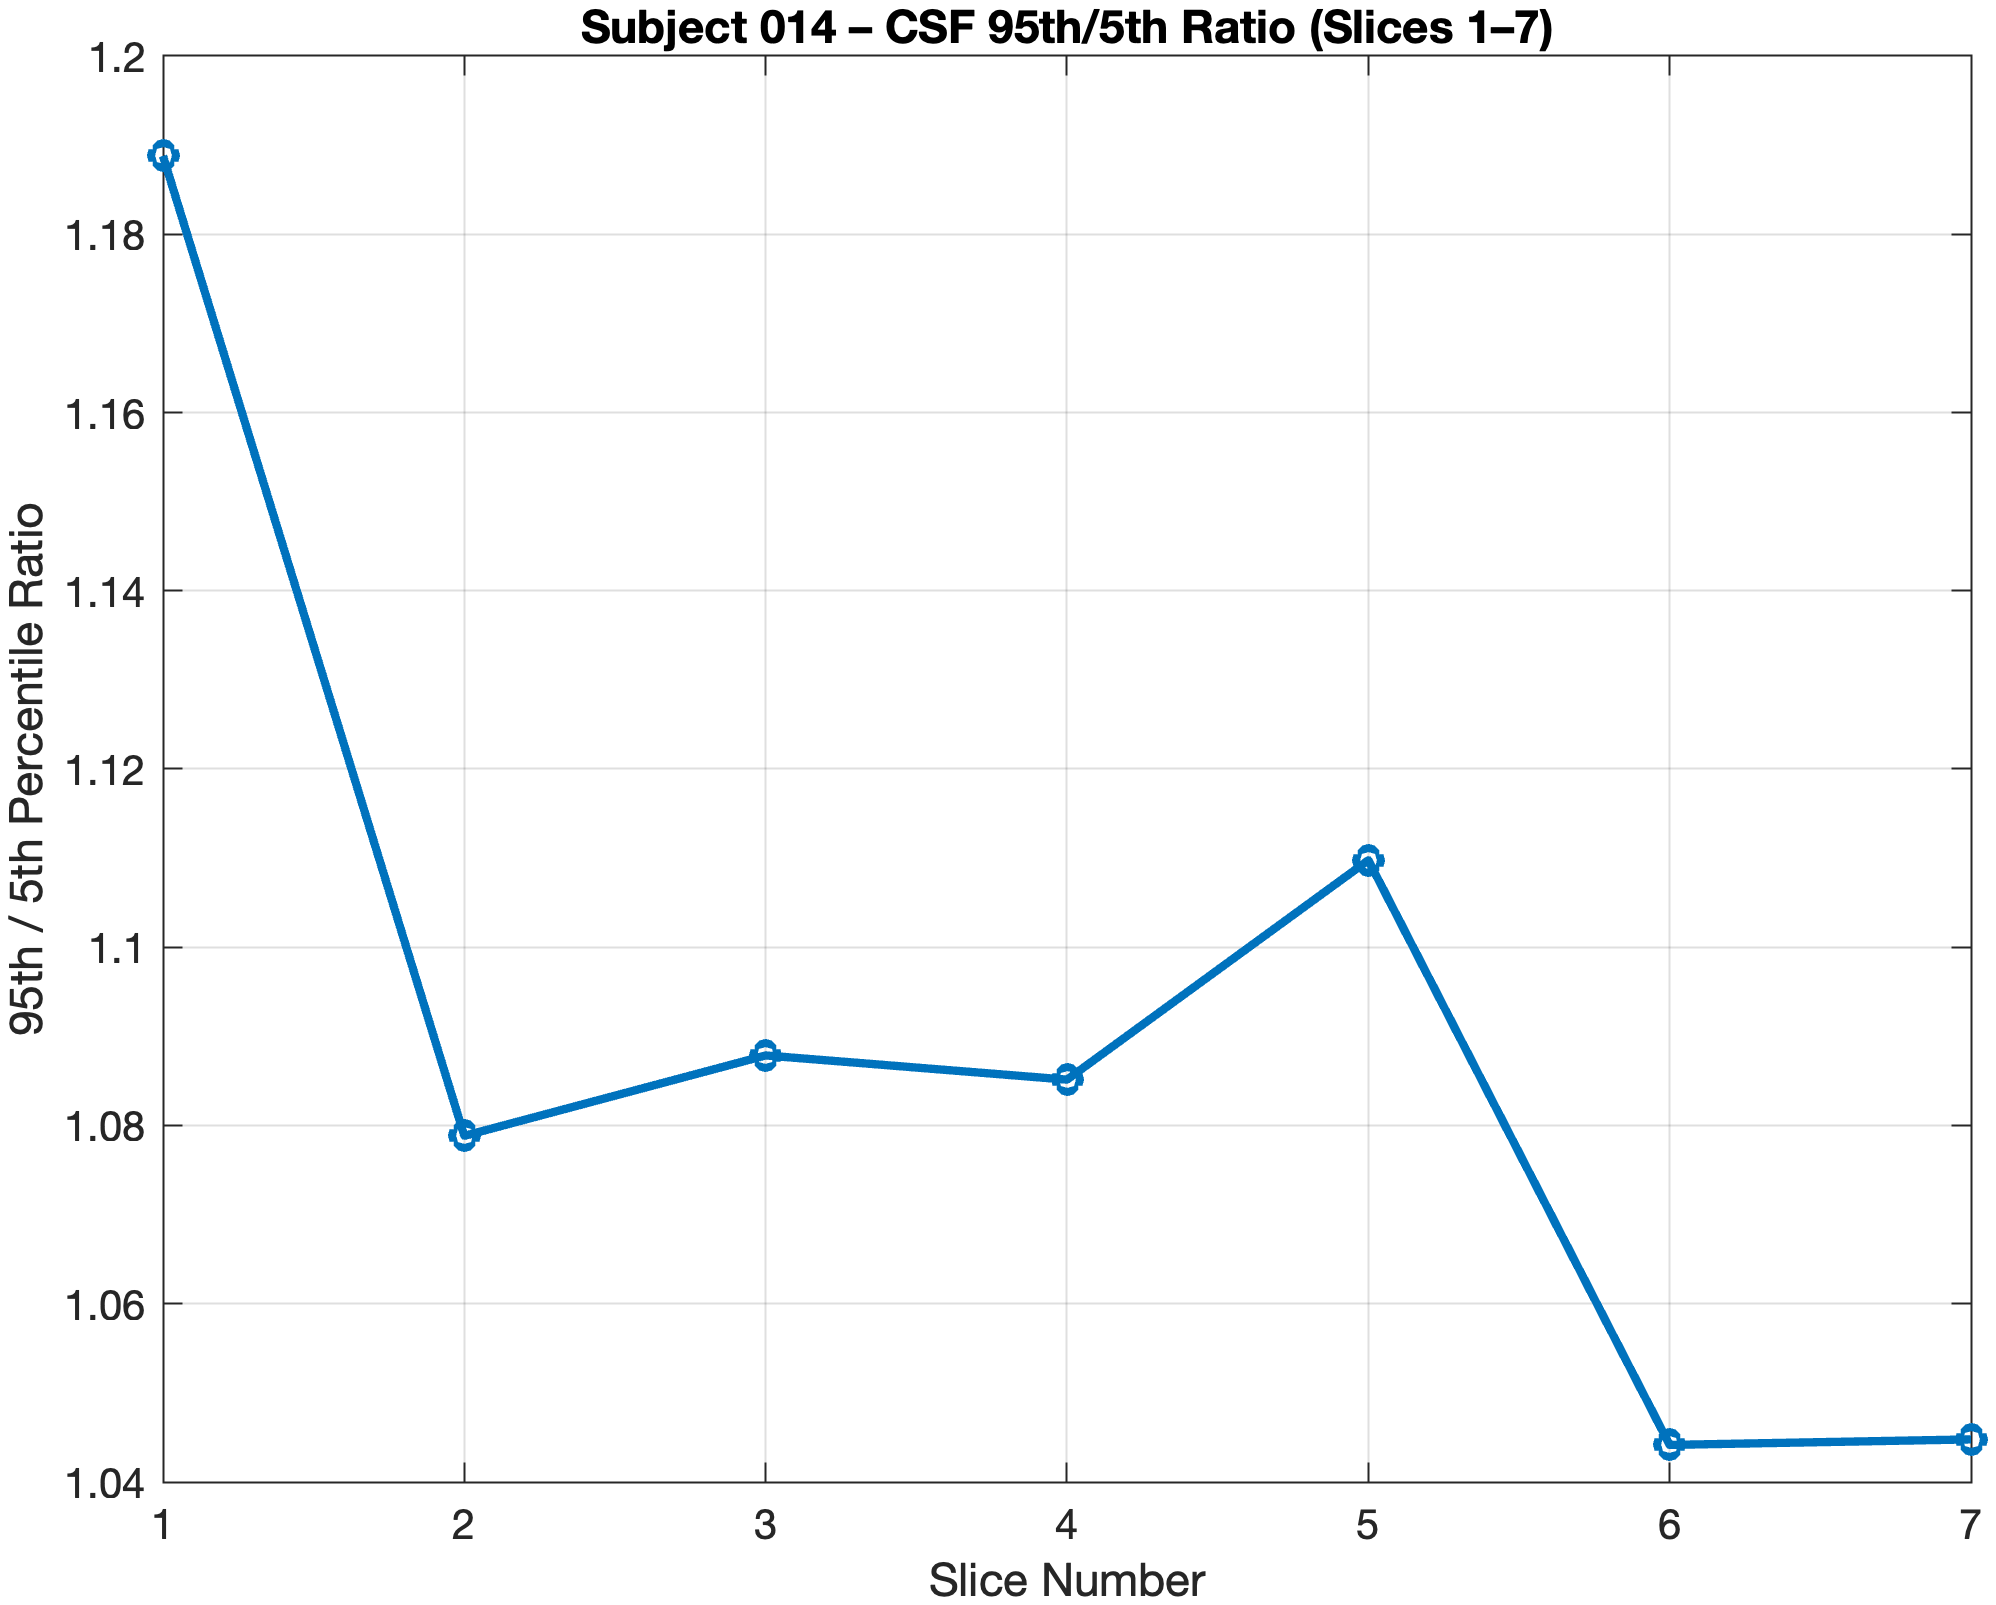 Subject 014 – CSF 95th/5th Ratio (Slices 1–7)
95th / 5th Percentile Ratio
1.2
1.18
1.16
1.14
1.12
1.1
1.08
1.06
1.04
1 2 3 4 5 6 7
Slice Number